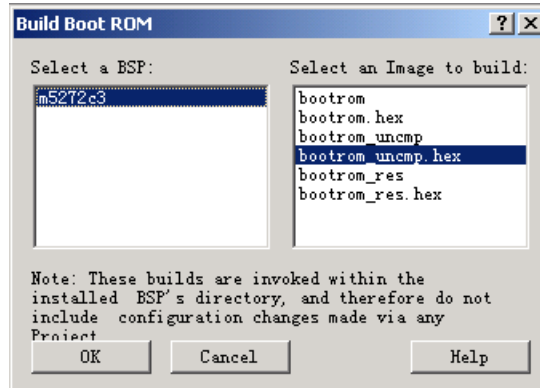 Build Boot ROM
Select a BSP:
Select an Image to build:
m5272c3
bootrom
bootrom.hex
bootrom_uncmp
bootrom_uncmp.hex
bootrom_res
bootrom_res.hex
Note: These builds are invoked within the
installed BSP's directory, and therefore do not
include configuration changes made via any
Project
OK
Cancel
Help